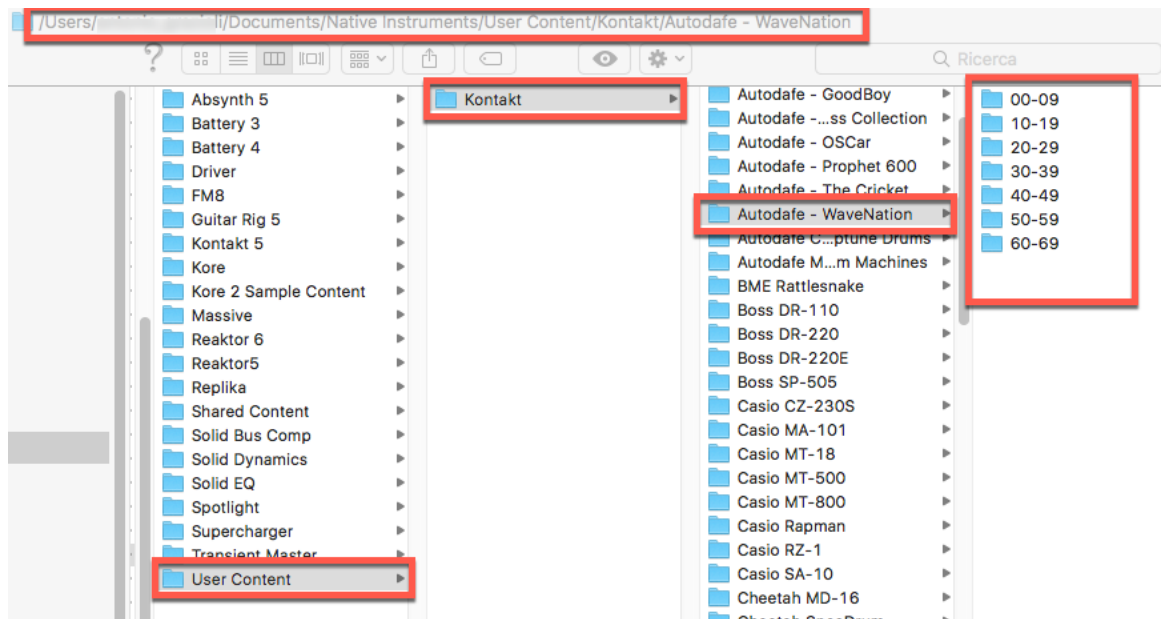 /Users/ li/Documents/Native Instruments/User Content/Kontakt/Autodafe - WaveNation
?
Ricerca
Absynth 5
Battery 3
Battery 4
Driver
FM8
Guitar Rig 5
Kontakt 5
Kore
Kore 2 Sample Content
Massive
Reaktor 6
Reaktor5
Replika
Shared Content
Solid Bus Comp
Solid Dynamics
Solid EQ
Spotlight
Supercharger
Transient Master
User Content
Kontakt
Autodafe - GoodBoy
Autodafe -...ss Collection
Autodafe - OSCar
Autodafe - Prophet 600
Autodafe - The Cricket
Autodafe - WaveNation
Autodafe C...ptune Drums
Autodafe M...m Machines
BME Rattlesnake
Boss DR-110
Boss DR-220
Boss DR-220E
Boss SP-505
Casio CZ-230S
Casio MA-101
Casio MT-18
Casio MT-500
Casio MT-800
Casio Rapman
Casio RZ-1
Casio SA-10
Cheetah MD-16
Cheetah SpecDrum
00-09
10-19
20-29
30-39
40-49
50-59
60-69